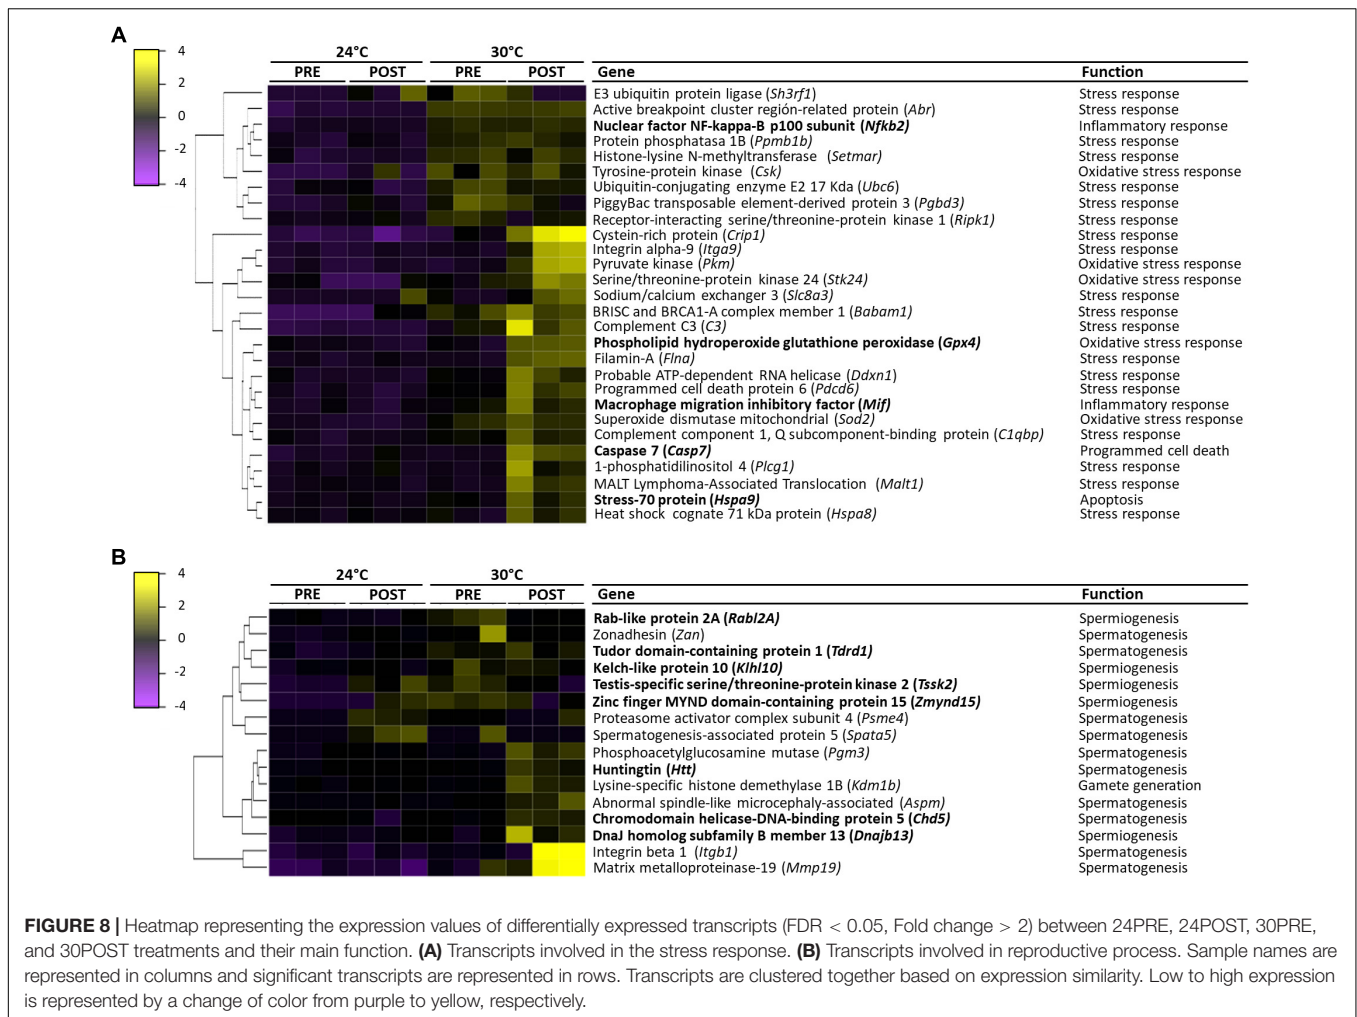 A
24°C 30°C
4 PRE POST PRE POST Gene Function
2
0
-2
-4
E3 ubiquitin protein ligase (Sh3rf1) Stress response
Active breakpoint cluster región-related protein (Abr) Stress response
Nuclear factor NF-kappa-B p100 subunit (Nfkb2) Inflammatory response
Protein phosphatasa 1B (Ppmb1b) Stress response
Histone-lysine N-methyltransferase (Setmar) Stress response
Tyrosine-protein kinase (Csk) Oxidative stress response
Ubiquitin-conjugating enzyme E2 17 Kda (Ubc6) Stress response
PiggyBac transposable element-derived protein 3 (Pgbd3) Stress response
Receptor-interacting serine/threonine-protein kinase 1 (Ripk1) Stress response
Cystein-rich protein (Crip1) Stress response
Integrin alpha-9 (Itga9) Stress response
Pyruvate kinase (Pkm) Oxidative stress response
Serine/threonine-protein kinase 24 (Stk24) Oxidative stress response
Sodium/calcium exchanger 3 (Slc8a3) Stress response
BRISC and BRCA1-A complex member 1 (Babam1) Stress response
Complement C3 (C3) Stress response
Phospholipid hydroperoxide glutathione peroxidase (Gpx4) Oxidative stress response
Filamin-A (Flna) Stress response
Probable ATP-dependent RNA helicase (Ddxn1) Stress response
Programmed cell death protein 6 (Pdcd6) Stress response
Macrophage migration inhibitory factor (Mif) Inflammatory response
Superoxide dismutase mitochondrial (Sod2) Oxidative stress response
Complement component 1, Q subcomponent-binding protein (C1qbp) Stress response
Caspase 7 (Casp7) Programmed cell death
1-phosphatidilinositol 4 (Plcg1) Stress response
MALT Lymphoma-Associated Translocation (Malt1) Stress response
Stress-70 protein (Hspa9) Apoptosis
Heat shock cognate 71 kDa protein (Hspa8) Stress response
B
24°C 30°C
4 PRE POST PRE POST Gene Function
2
0
-2
-4
Rab-like protein 2A (Rabl2A) Spermiogenesis
Zonadhesin (Zan) Spermatogenesis
Tudor domain-containing protein 1 (Tdrd1) Spermatogenesis
Kelch-like protein 10 (Klhl10) Spermiogenesis
Testis-specific serine/threonine-protein kinase 2 (Tssk2) Spermiogenesis
Zinc finger MYND domain-containing protein 15 (Zmynd15) Spermiogenesis
Proteasome activator complex subunit 4 (Psme4) Spermatogenesis
Spermatogenesis-associated protein 5 (Spata5) Spermatogenesis
Phosphoacetylglucosamine mutase (Pgm3) Spermatogenesis
Huntingtin (Htt) Spermatogenesis
Lysine-specific histone demethylase 1B (Kdm1b) Gamete generation
Abnormal spindle-like microcephaly-associated (Aspm) Spermatogenesis
Chromodomain helicase-DNA-binding protein 5 (Chd5) Spermatogenesis
DnaJ homolog subfamily B member 13 (Dnajb13) Spermiogenesis
Integrin beta 1 (Itgb1) Spermatogenesis
Matrix metalloproteinase-19 (Mmp19) Spermatogenesis
FIGURE 8 | Heatmap representing the expression values of differentially expressed transcripts (FDR < 0.05, Fold change > 2) between 24PRE, 24POST, 30PRE,
and 30POST treatments and their main function. (A) Transcripts involved in the stress response. (B) Transcripts involved in reproductive process. Sample names are
represented in columns and significant transcripts are represented in rows. Transcripts are clustered together based on expression similarity. Low to high expression
is represented by a change of color from purple to yellow, respectively.